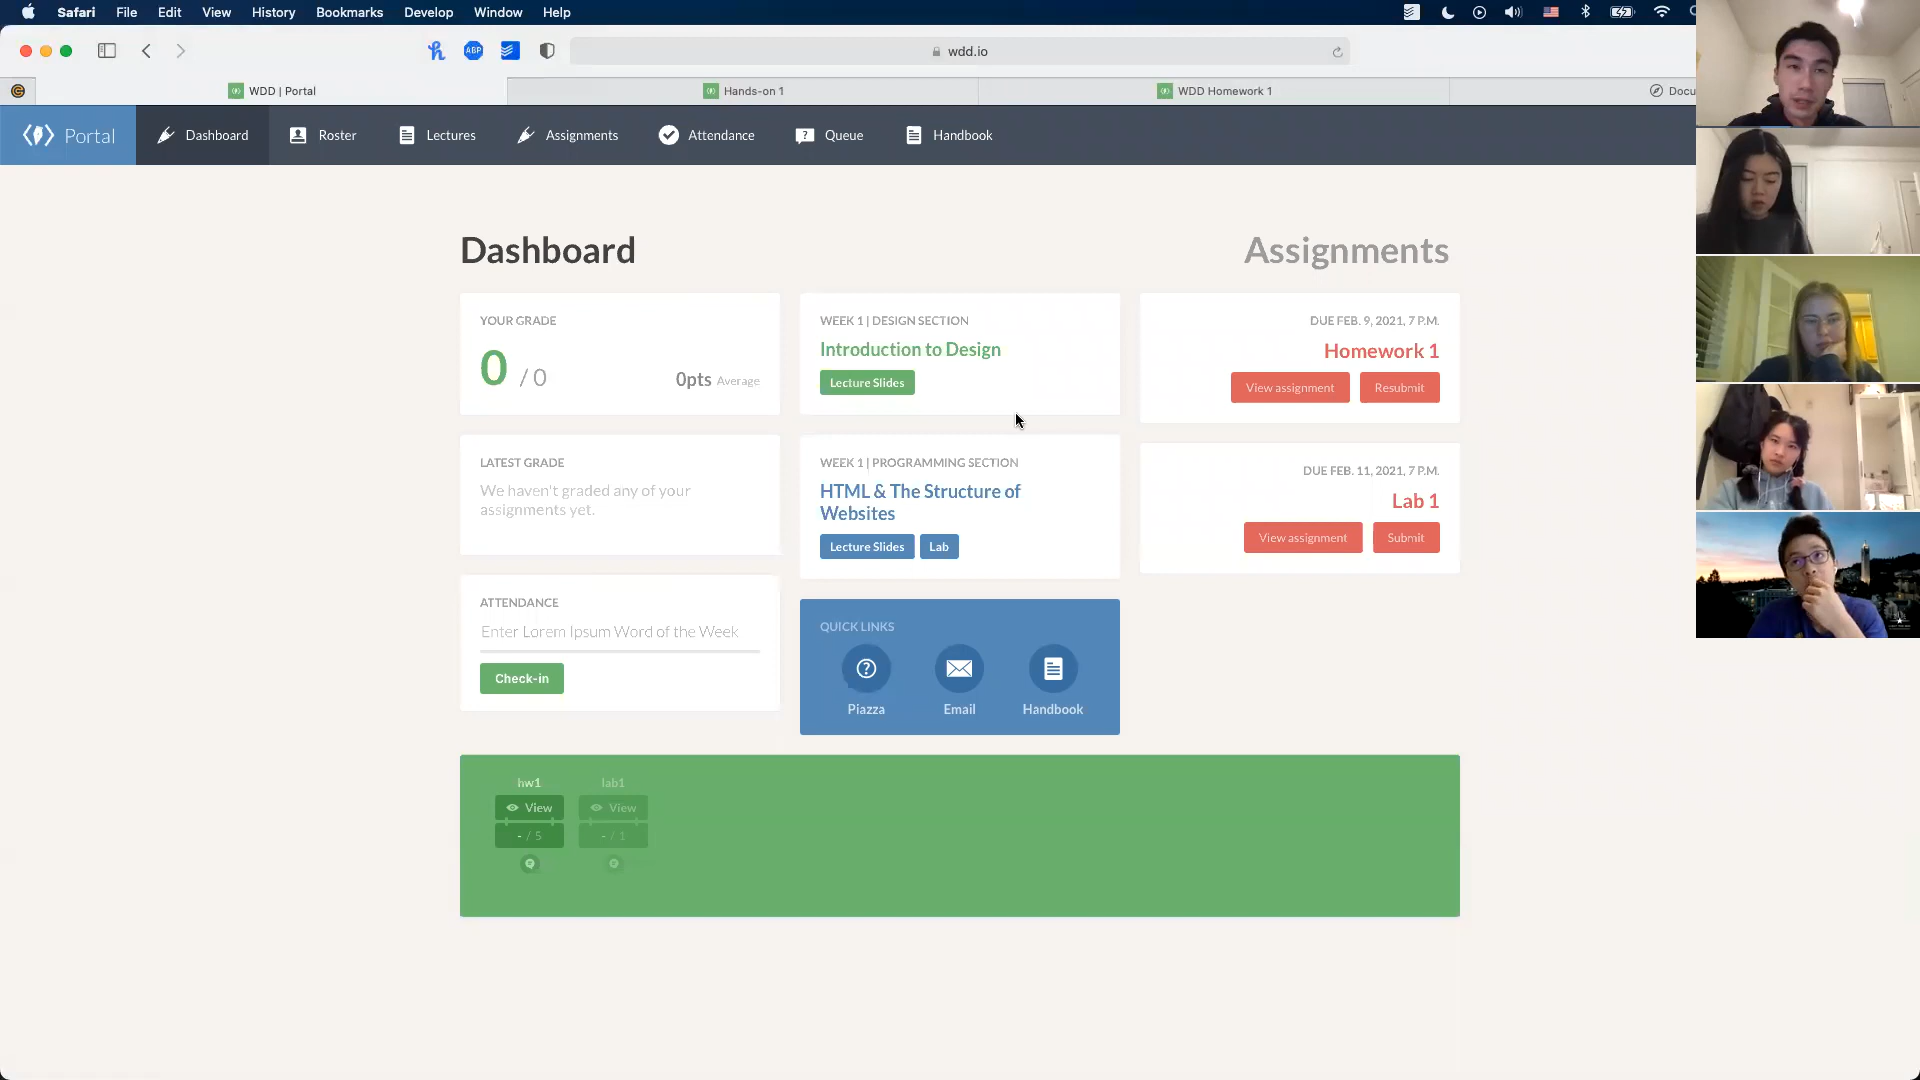 Safari File Edit View History Bookmarks Develop Window Help
ABP
wdd.io
WDD | Portal
Hands-on 1
WDD Homework 1
Docu
Portal
Dashboard
Roster
Lectures
Assignments
Attendance
Queue
Handbook
Dashboard
Assignments
YOUR GRADE
0 / 0
0pts Average
LATEST GRADE
We haven't graded any of your
assignments yet.
ATTENDANCE
Enter Lorem Ipsum Word of the Week
Check-in
WEEK 1 | DESIGN SECTION
Introduction to Design
Lecture Slides
WEEK 1 | PROGRAMMING SECTION
HTML & The Structure of
Websites
Lecture Slides
Lab
QUICK LINKS
Piazza
Email
Handbook
DUE FEB. 9, 2021, 7 P.M.
Homework 1
View assignment
Resubmit
DUE FEB. 11, 2021, 7 P.M.
Lab 1
View assignment
Submit
hw1
View
- / 5
lab1
View
- / 1